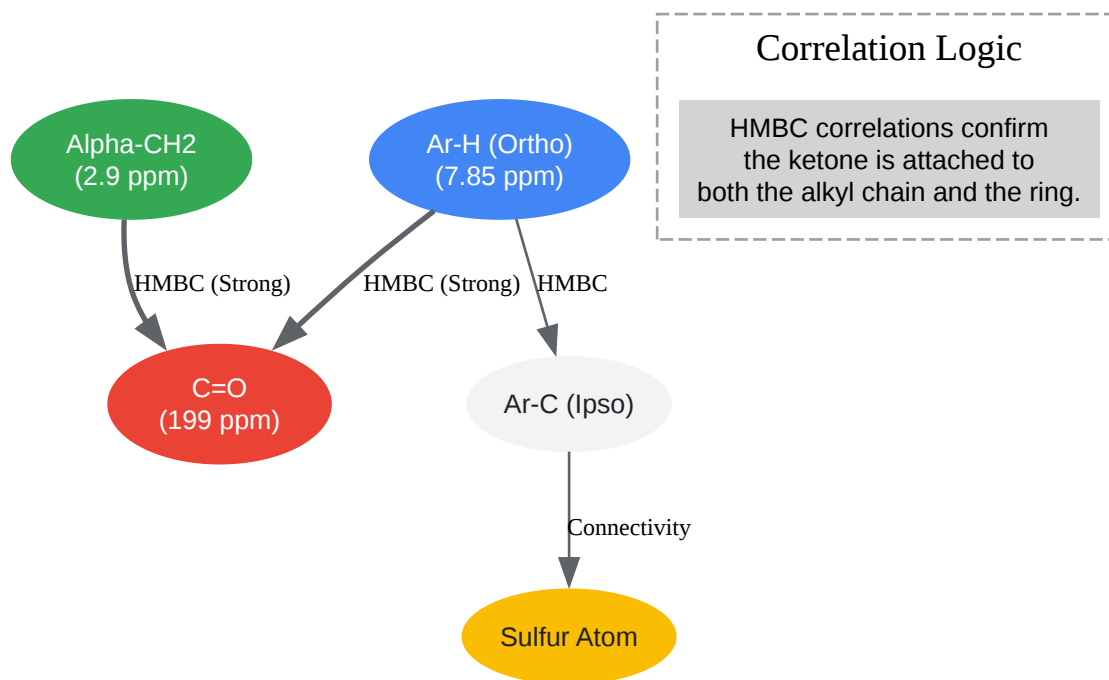 Correlation Logic
HMBC correlations confirm
the ketone is attached to
both the alkyl chain and the ring.
Alpha-CH2
(2.9 ppm)
Ar-H (Ortho)
(7.85 ppm)
HMBC (Strong)
HMBC (Strong)
HMBC
C=O
(199 ppm)
Ar-C (Ipso)
Connectivity
Sulfur Atom